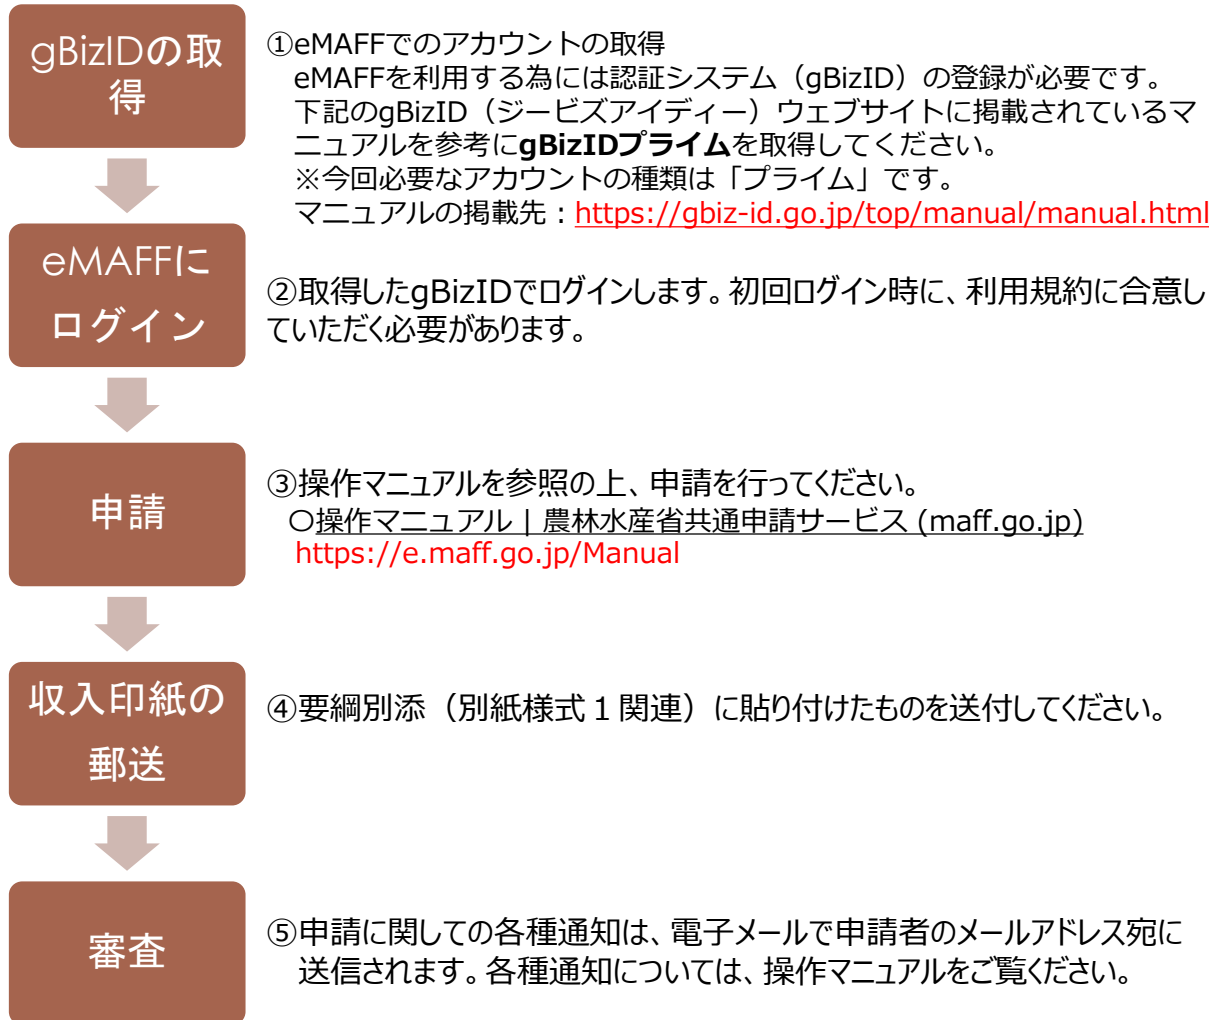 gBizIDの取
得
①eMAFFでのアカウントの取得
eMAFFを利用する為には認証システム（gBizID）の登録が必要です。
下記のgBizID（ジービズアイディー）ウェブサイトに掲載されているマ
ニュアルを参考にgBizIDプライムを取得してください。
※今回必要なアカウントの種類は「プライム」です。
マニュアルの掲載先：https://gbiz-id.go.jp/top/manual/manual.html
eMAFFに
ログイン
②取得したgBizIDでログインします。初回ログイン時に、利用規約に合意し
ていただく必要があります。
申請
③操作マニュアルを参照の上、申請を行ってください。
○操作マニュアル | 農林水産省共通申請サービス (maff.go.jp)
https://e.maff.go.jp/Manual
収入印紙の
郵送
④要綱別添（別紙様式１関連）に貼り付けたものを送付してください。
審査
⑤申請に関しての各種通知は、電子メールで申請者のメールアドレス宛に
送信されます。各種通知については、操作マニュアルをご覧ください。